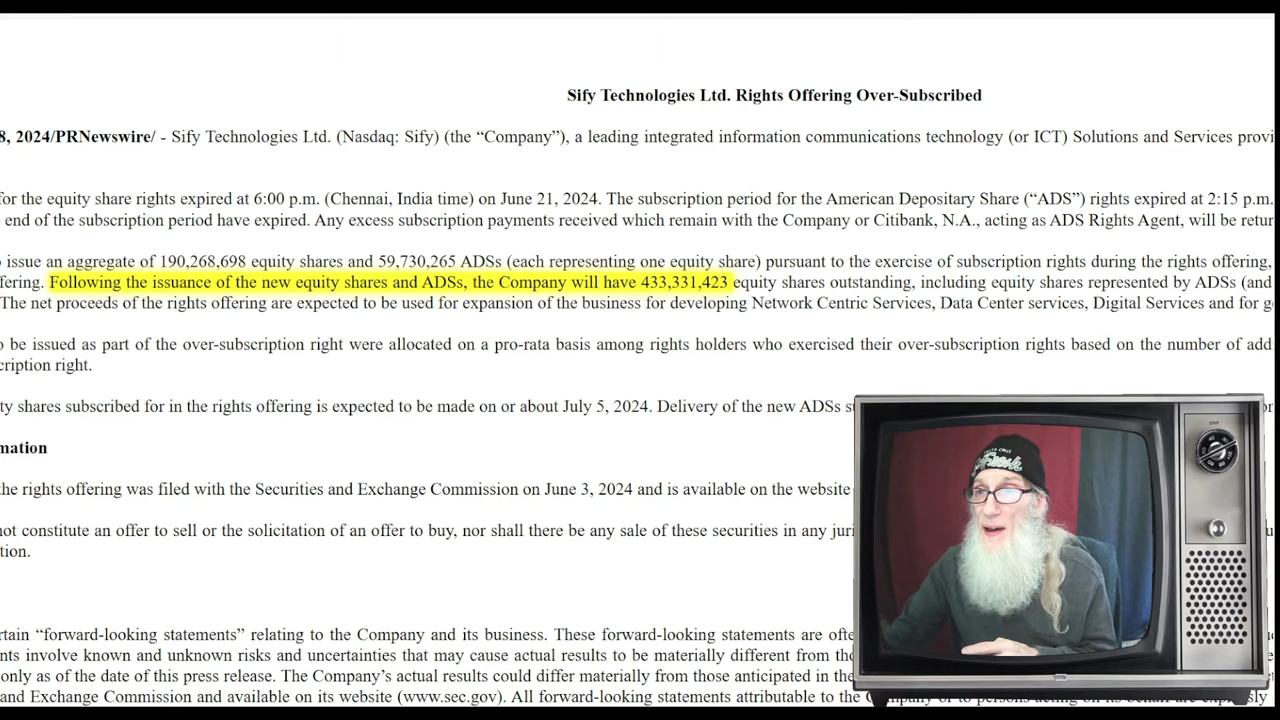 Sify Technologies Ltd. Rights Offering Over-Subscribed
8, 2024/PRNewswire/ - Sify Technologies Ltd. (Nasdaq: Sify) (the “Company”), a leading integrated information communications technology (or ICT) Solutions and Services provi
for the equity share rights expired at 6:00 p.m. (Chennai, India time) on June 21, 2024. The subscription period for the American Depositary Share (“ADS”) rights expired at 2:15 p.m.
e end of the subscription period have expired. Any excess subscription payments received which remain with the Company or Citibank, N.A., acting as ADS Rights Agent, will be retur
o issue an aggregate of 190,268,698 equity shares and 59,730,265 ADSs (each representing one equity share) pursuant to the exercise of subscription rights during the rights offering,
ffering. Following the issuance of the new equity shares and ADSs, the Company will have 433,331,423 equity shares outstanding, including equity shares represented by ADSs (and
The net proceeds of the rights offering are expected to be used for expansion of the business for developing Network Centric Services, Data Center services, Digital Services and for g
o be issued as part of the over-subscription right were allocated on a pro-rata basis among rights holders who exercised their over-subscription rights based on the number of add
cription right.
ty shares subscribed for in the rights offering is expected to be made on or about July 5, 2024. Delivery of the new ADSs s
mation
the rights offering was filed with the Securities and Exchange Commission on June 3, 2024 and is available on the website
not constitute an offer to sell or the solicitation of an offer to buy, nor shall there be any sale of these securities in any juri
tion.
rtain “forward-looking statements” relating to the Company and its business. These forward-looking statements are ofte
nts involve known and unknown risks and uncertainties that may cause actual results to be materially different from tho
only as of the date of this press release. The Company’s actual results could differ materially from those anticipated in the
and Exchange Commission and available on its website (www.sec.gov). All forward-looking statements attributable to the